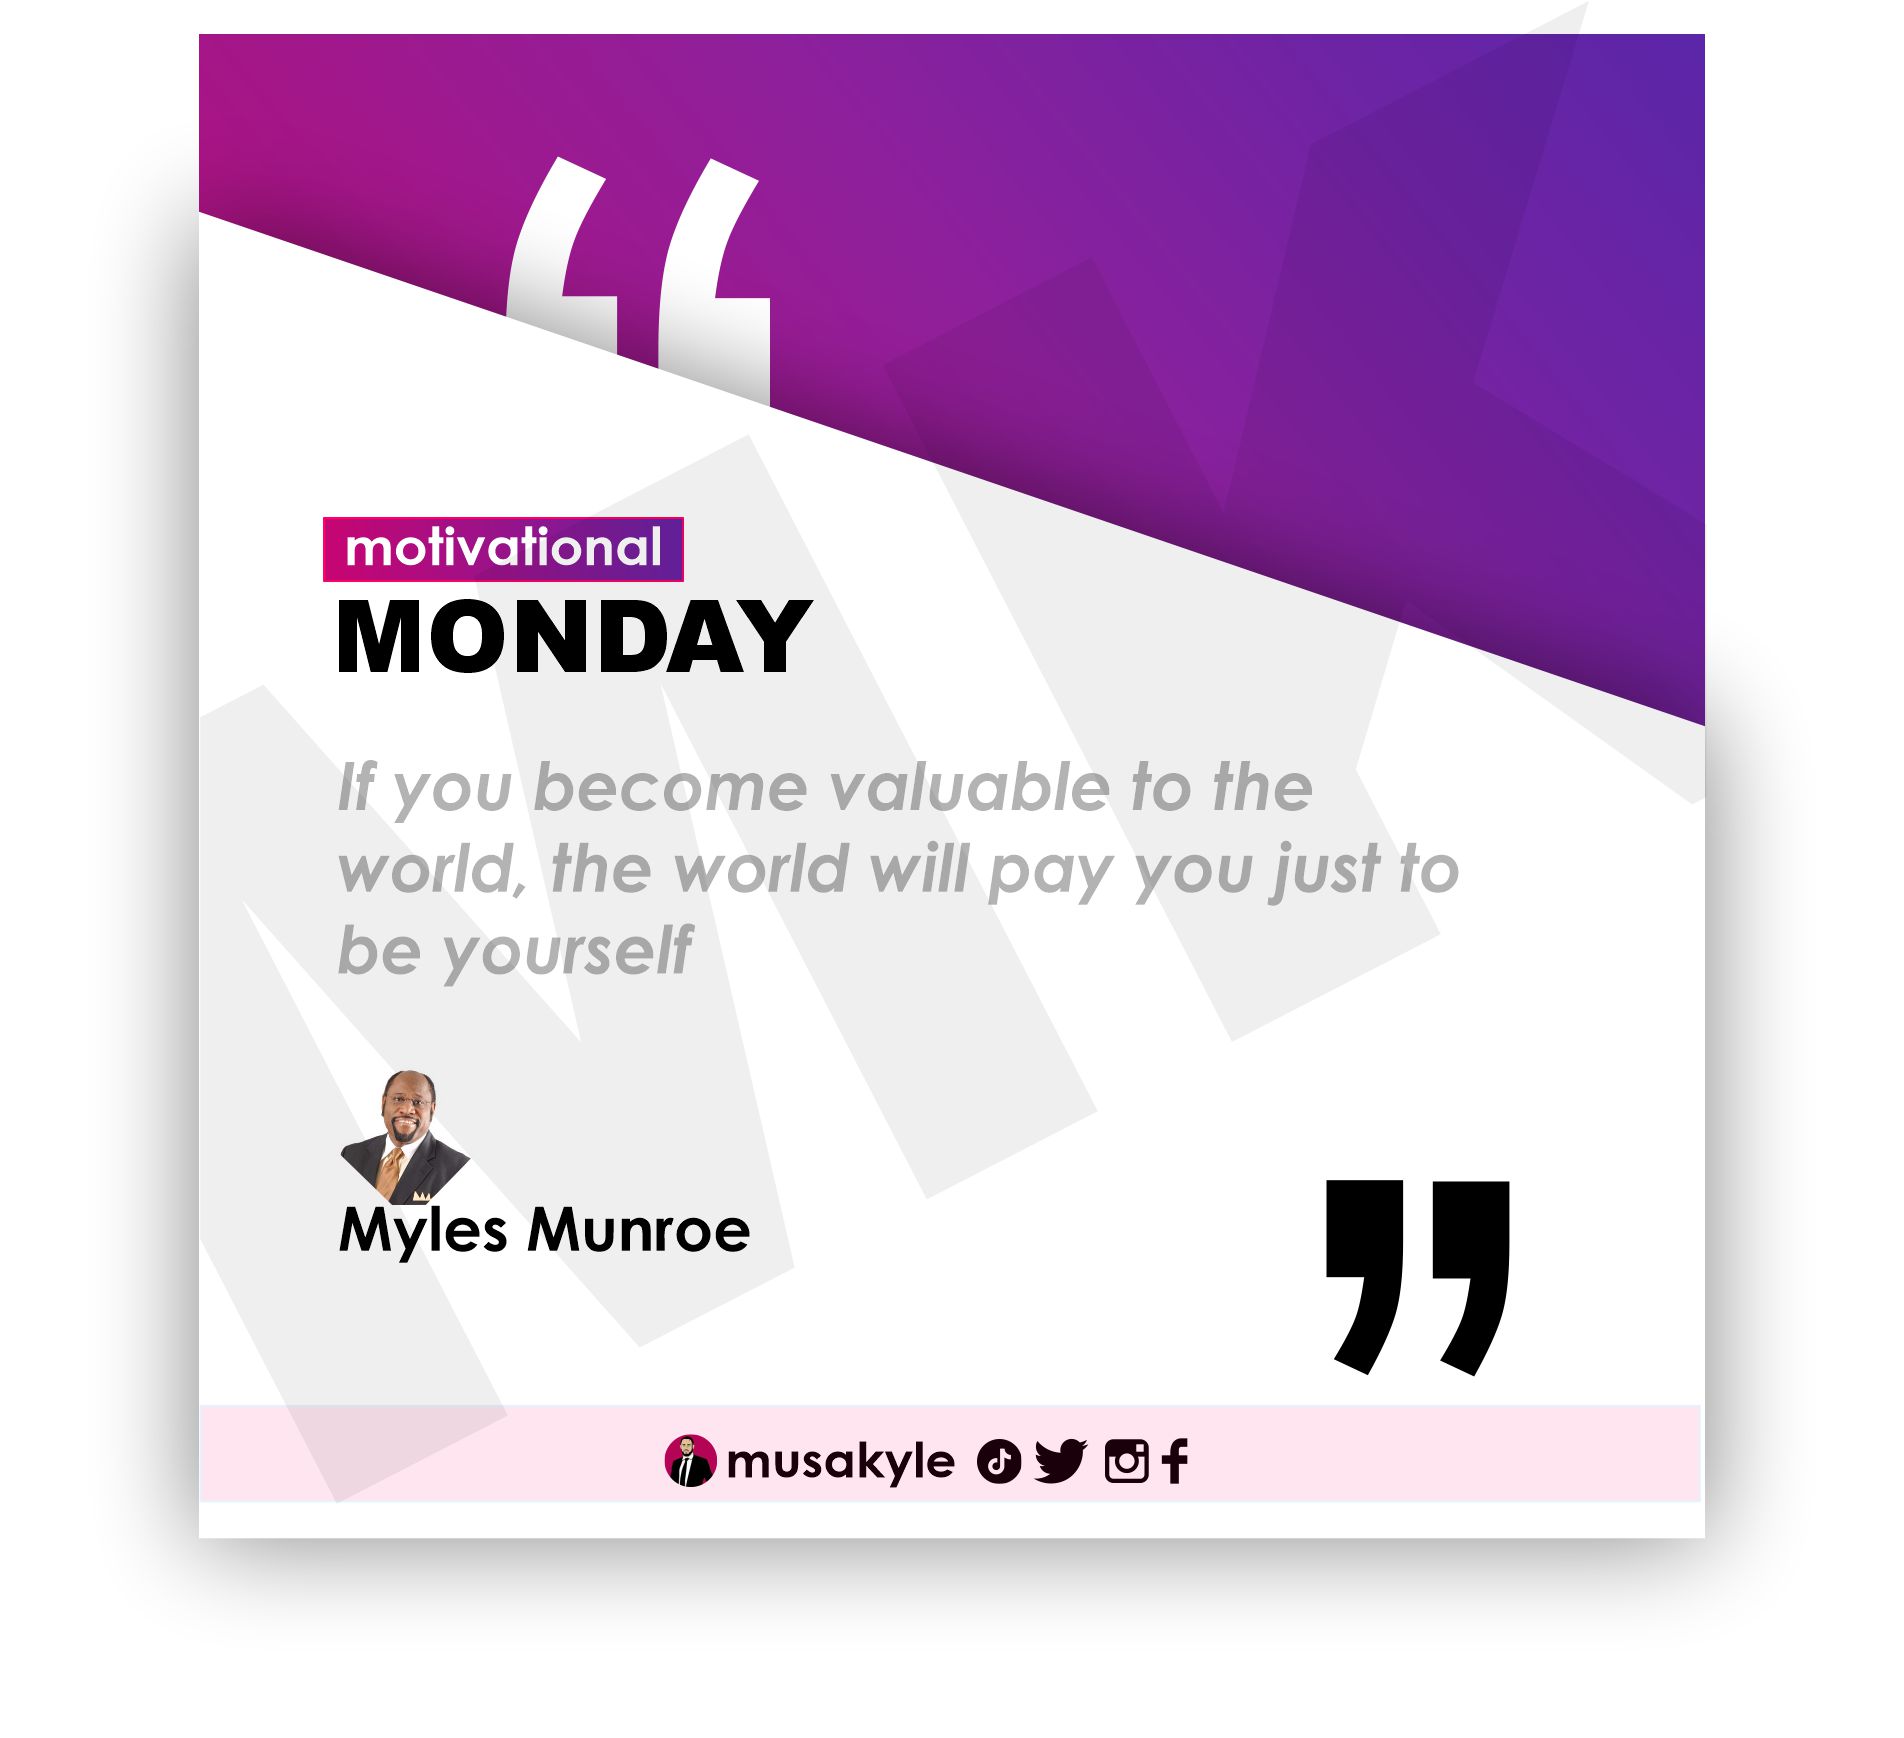 “
motivational
MONDAY
If you become valuable to the
world, the world will pay you just to
be yourself
Myles Munroe
”
musakyle